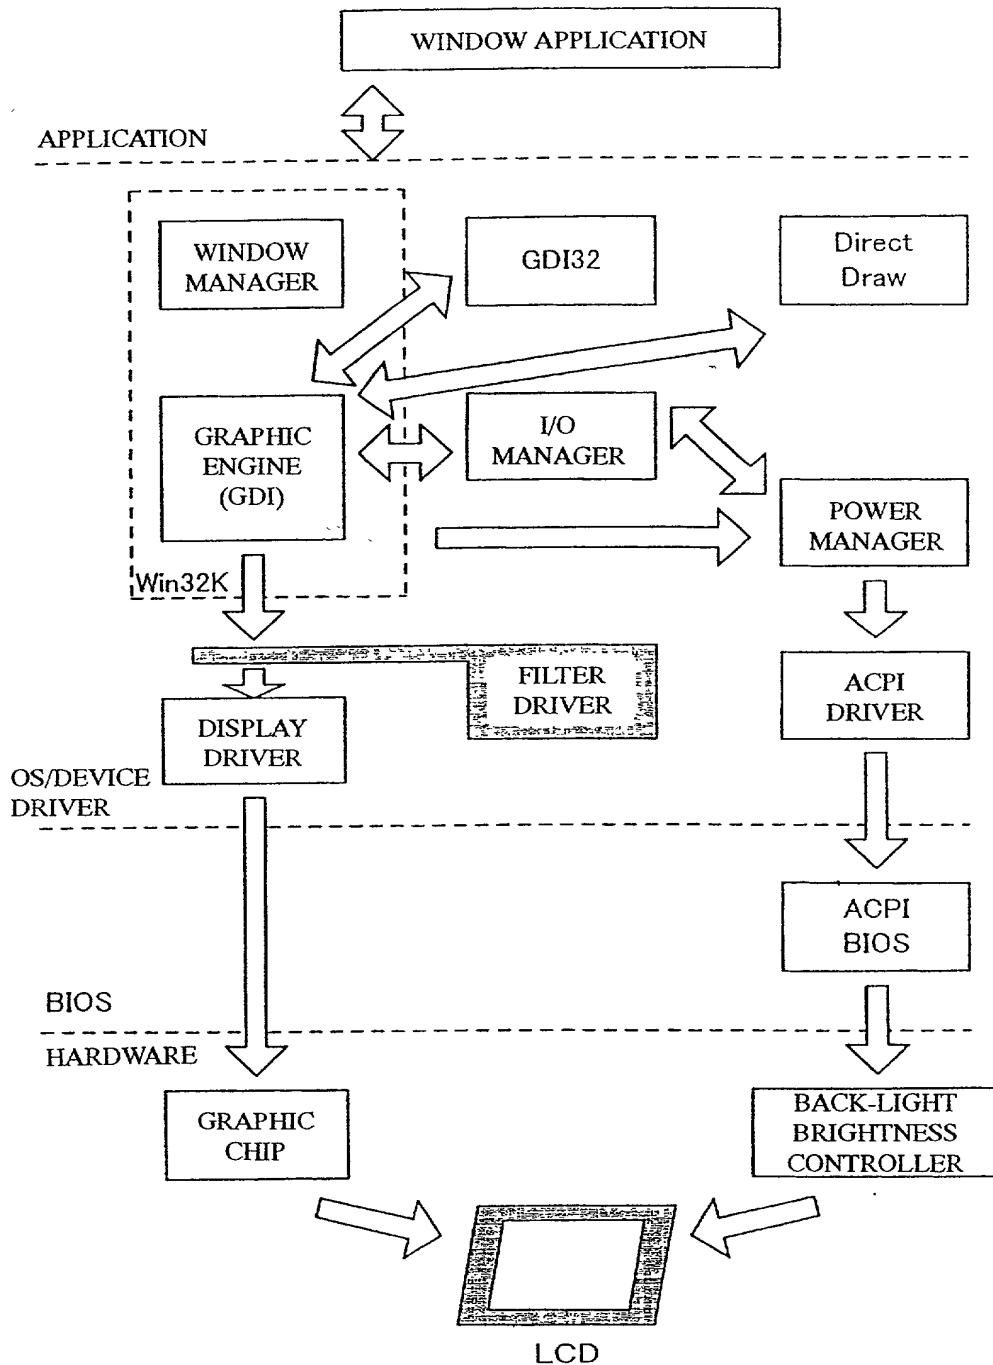 WINDOW APPLICATION
APPLICATION
WINDOW
MANAGER
GDI32
Direct
Draw
GRAPHIC
ENGINE
(GDI)
I/O
MANAGER
POWER
MANAGER
Win32K
FILTER
DRIVER
ACPI
DRIVER
DISPLAY
DRIVER
OS/DEVICE
DRIVER
ACPI
BIOS
BIOS
HARDWARE
GRAPHIC
CHIP
BACK-LIGHT
BRIGHTNESS
CONTROLLER
LCD